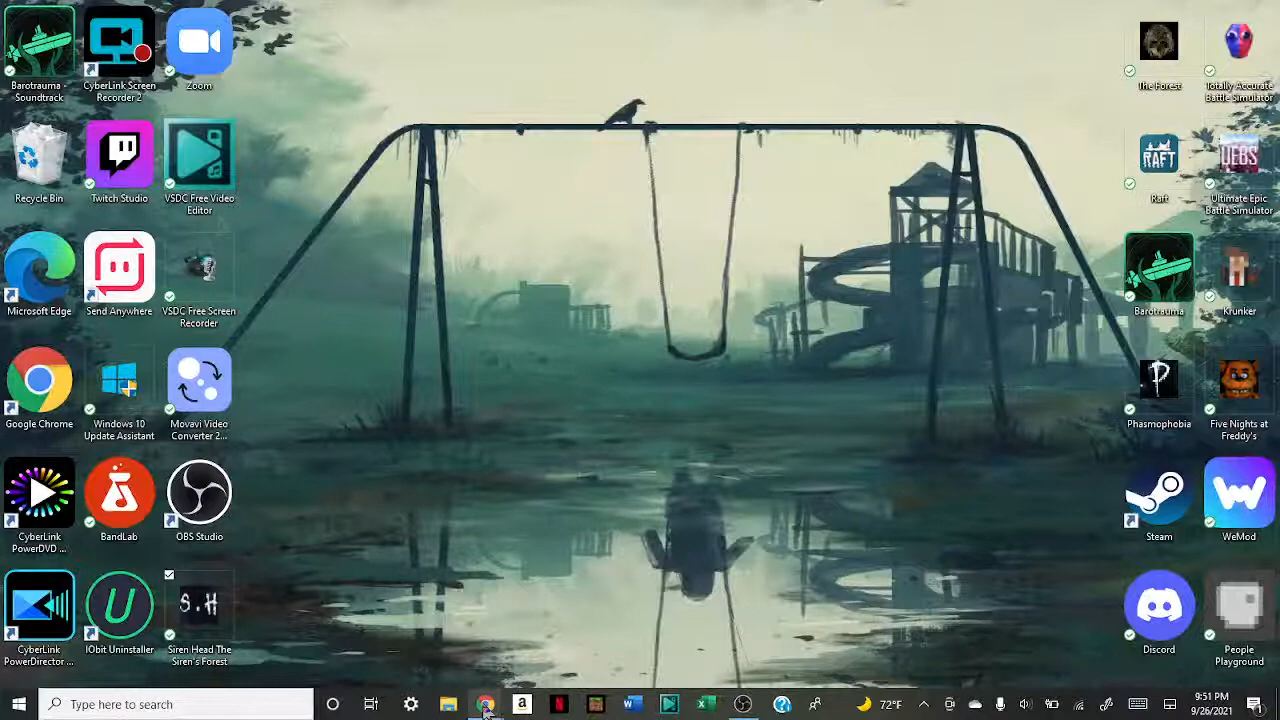 Barotrauma -
Soundtrack
CyberLink Screen
Recorder 2
Zoom
The Forest
Totally Accurate
Battle Simulator
Recycle Bin
Twitch Studio
VSDC Free Video
Editor
RAFT
Raft
UEBS
Ultimate Epic
Battle Simulator
Microsoft Edge
Send Anywhere
VSDC Free Screen
Recorder
Barotrauma
Krunker
Google Chrome
Windows 10
Update Assistant
Movavi Video
Converter 2...
P
Phasmophobia
Five Nights at
Freddy's
CyberLink
PowerDVD ...
BandLab
OBS Studio
Steam
WeMod
CyberLink
PowerDirector ...
U
IObit Uninstaller
S.H
Siren Head The
Siren's Forest
Discord
People
Playground
Type here to search
a
N
W
X
72°F
9:51 PM
9/26/2021